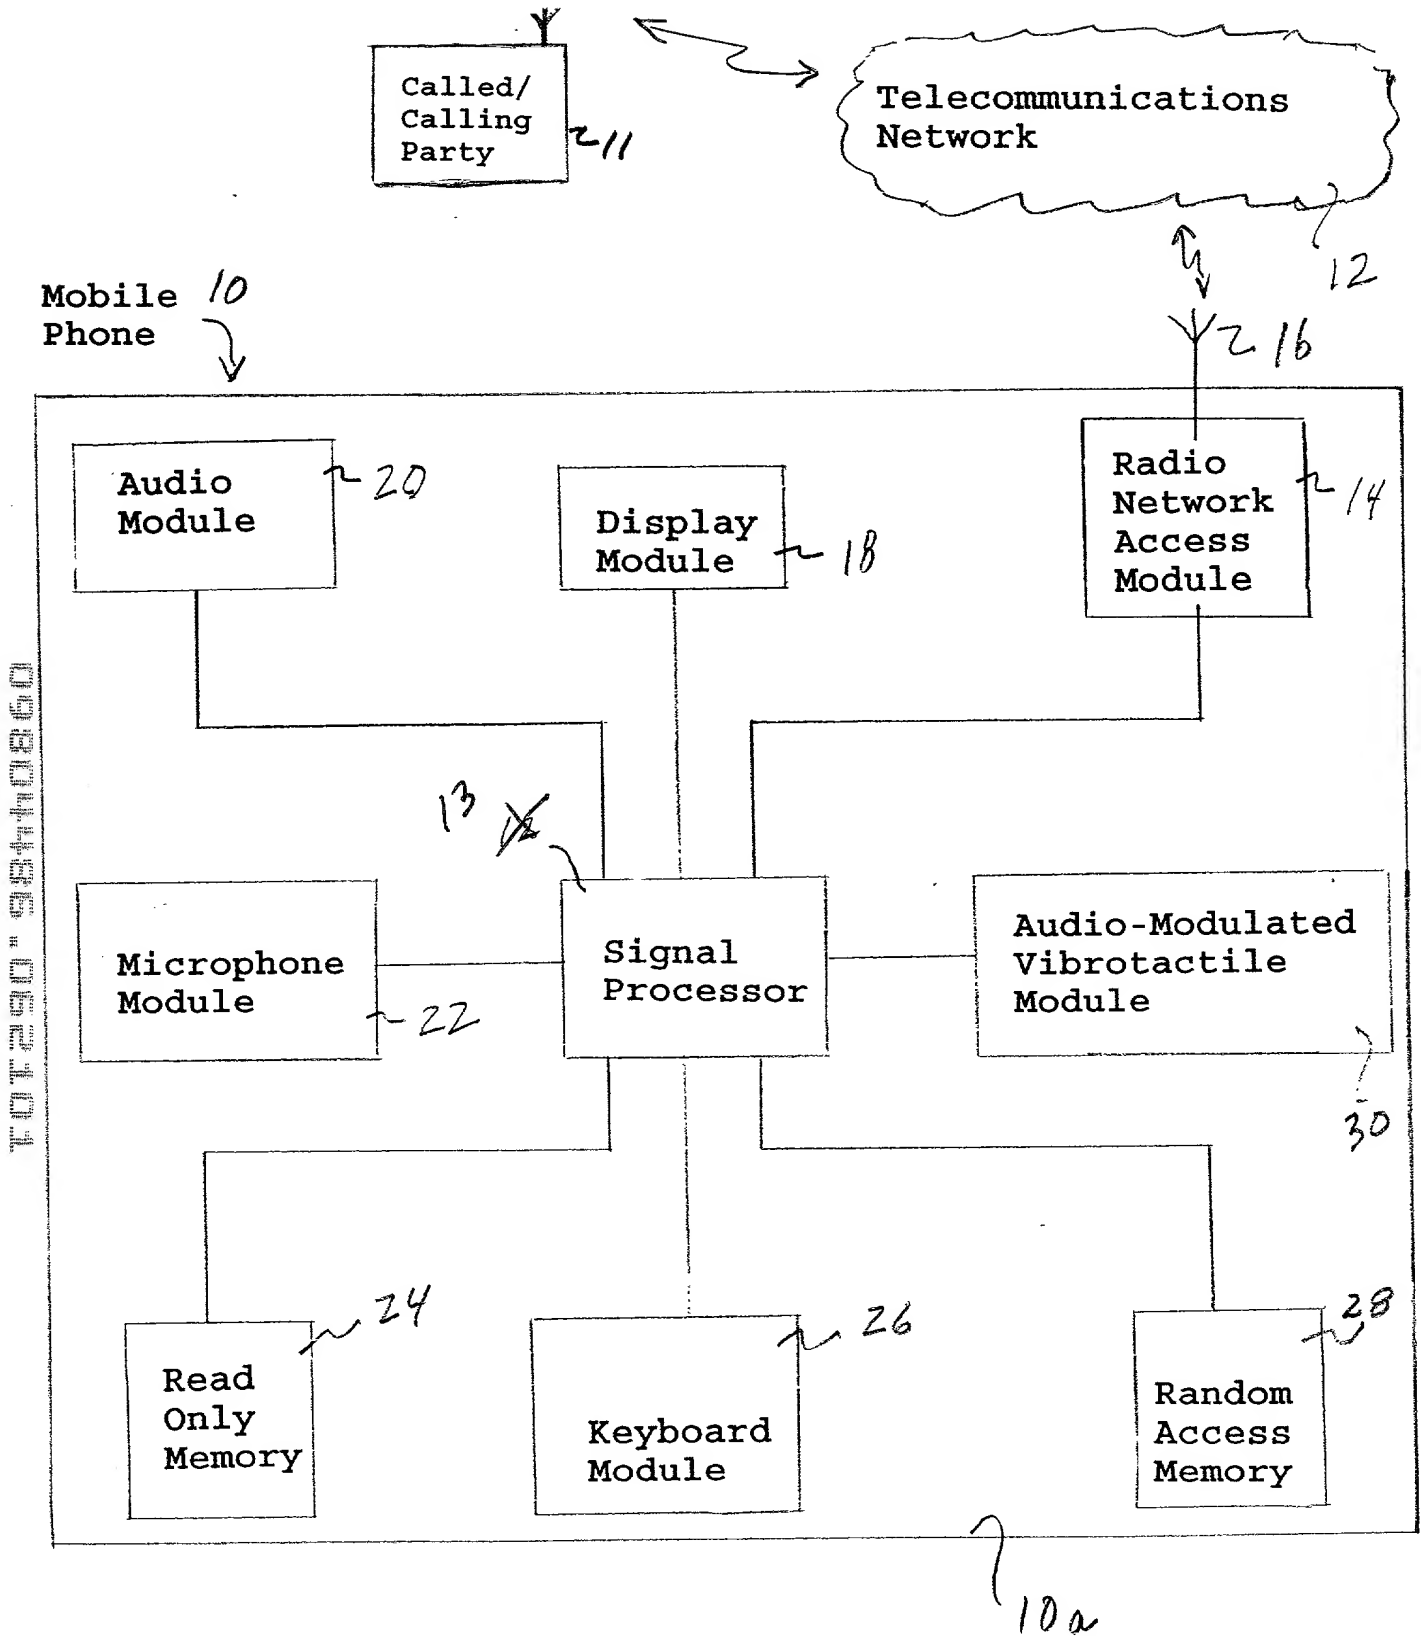 Called/
Calling
Party
11
Telecommunications
Network
12
Mobile 10
Phone
16
Audio
Module
20
Display
Module
18
Radio
Network
Access
Module
14
13
Microphone
Module
22
Signal
Processor
Audio-Modulated
Vibrotactile
Module
30
Read
Only
Memory
24
Keyboard
Module
26
Random
Access
Memory
28
10a
09804486.062101